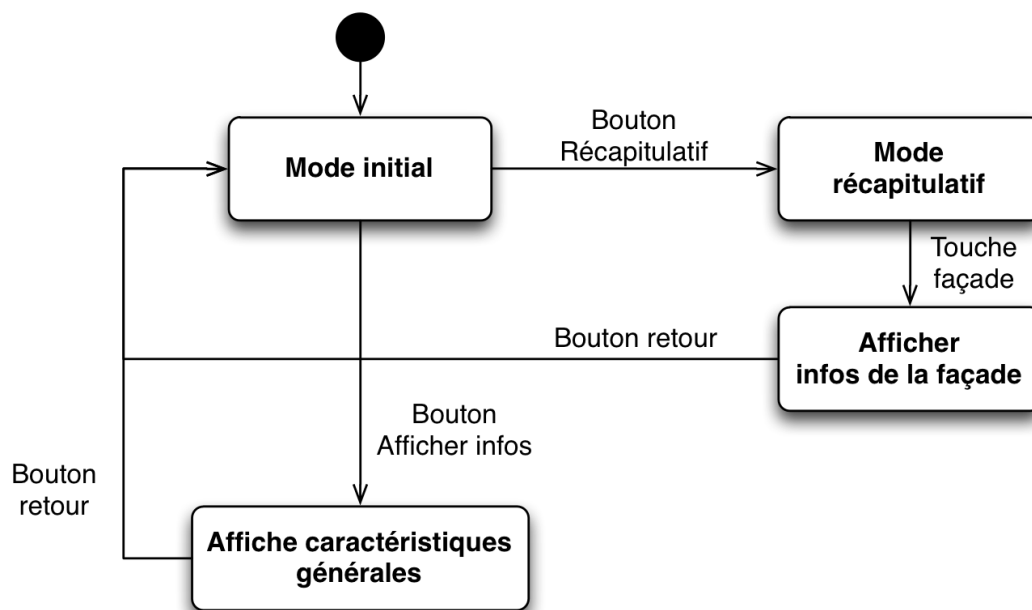 Mode initial
Bouton
Récapitulatif
Mode
récapitulatif
Touche
façade
Bouton retour
Afficher
infos de la façade
Bouton
Afficher infos
Bouton
retour
Affiche caractéristiques
générales